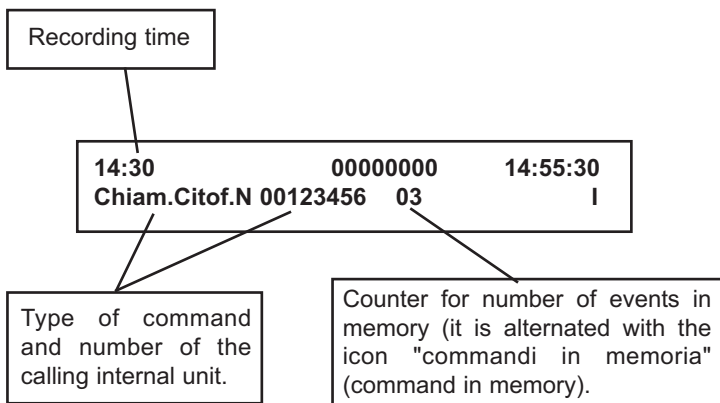 Recording time
14:30 00000000 14:55:30
Chiam.Citof.N 00123456 03 I
Type of command
and number of the
calling internal unit.
Counter for number of events in
memory (it is alternated with the
icon "commandi in memoria"
(command in memory).